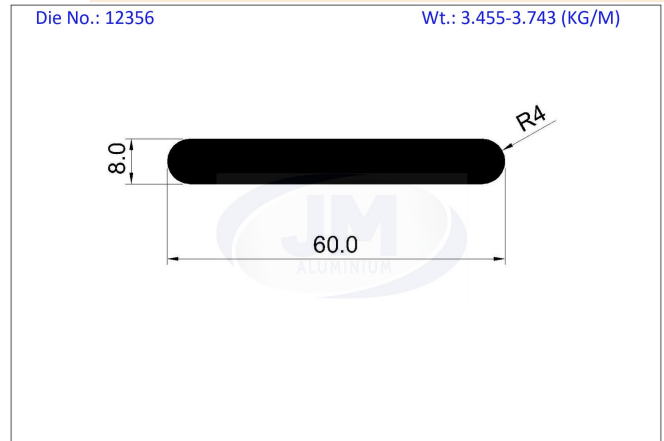 Die No.: 12356
Wt.: 3.455-3.743 (KG/M)
R4
8.0
60.0
JM
ALUMINIUM